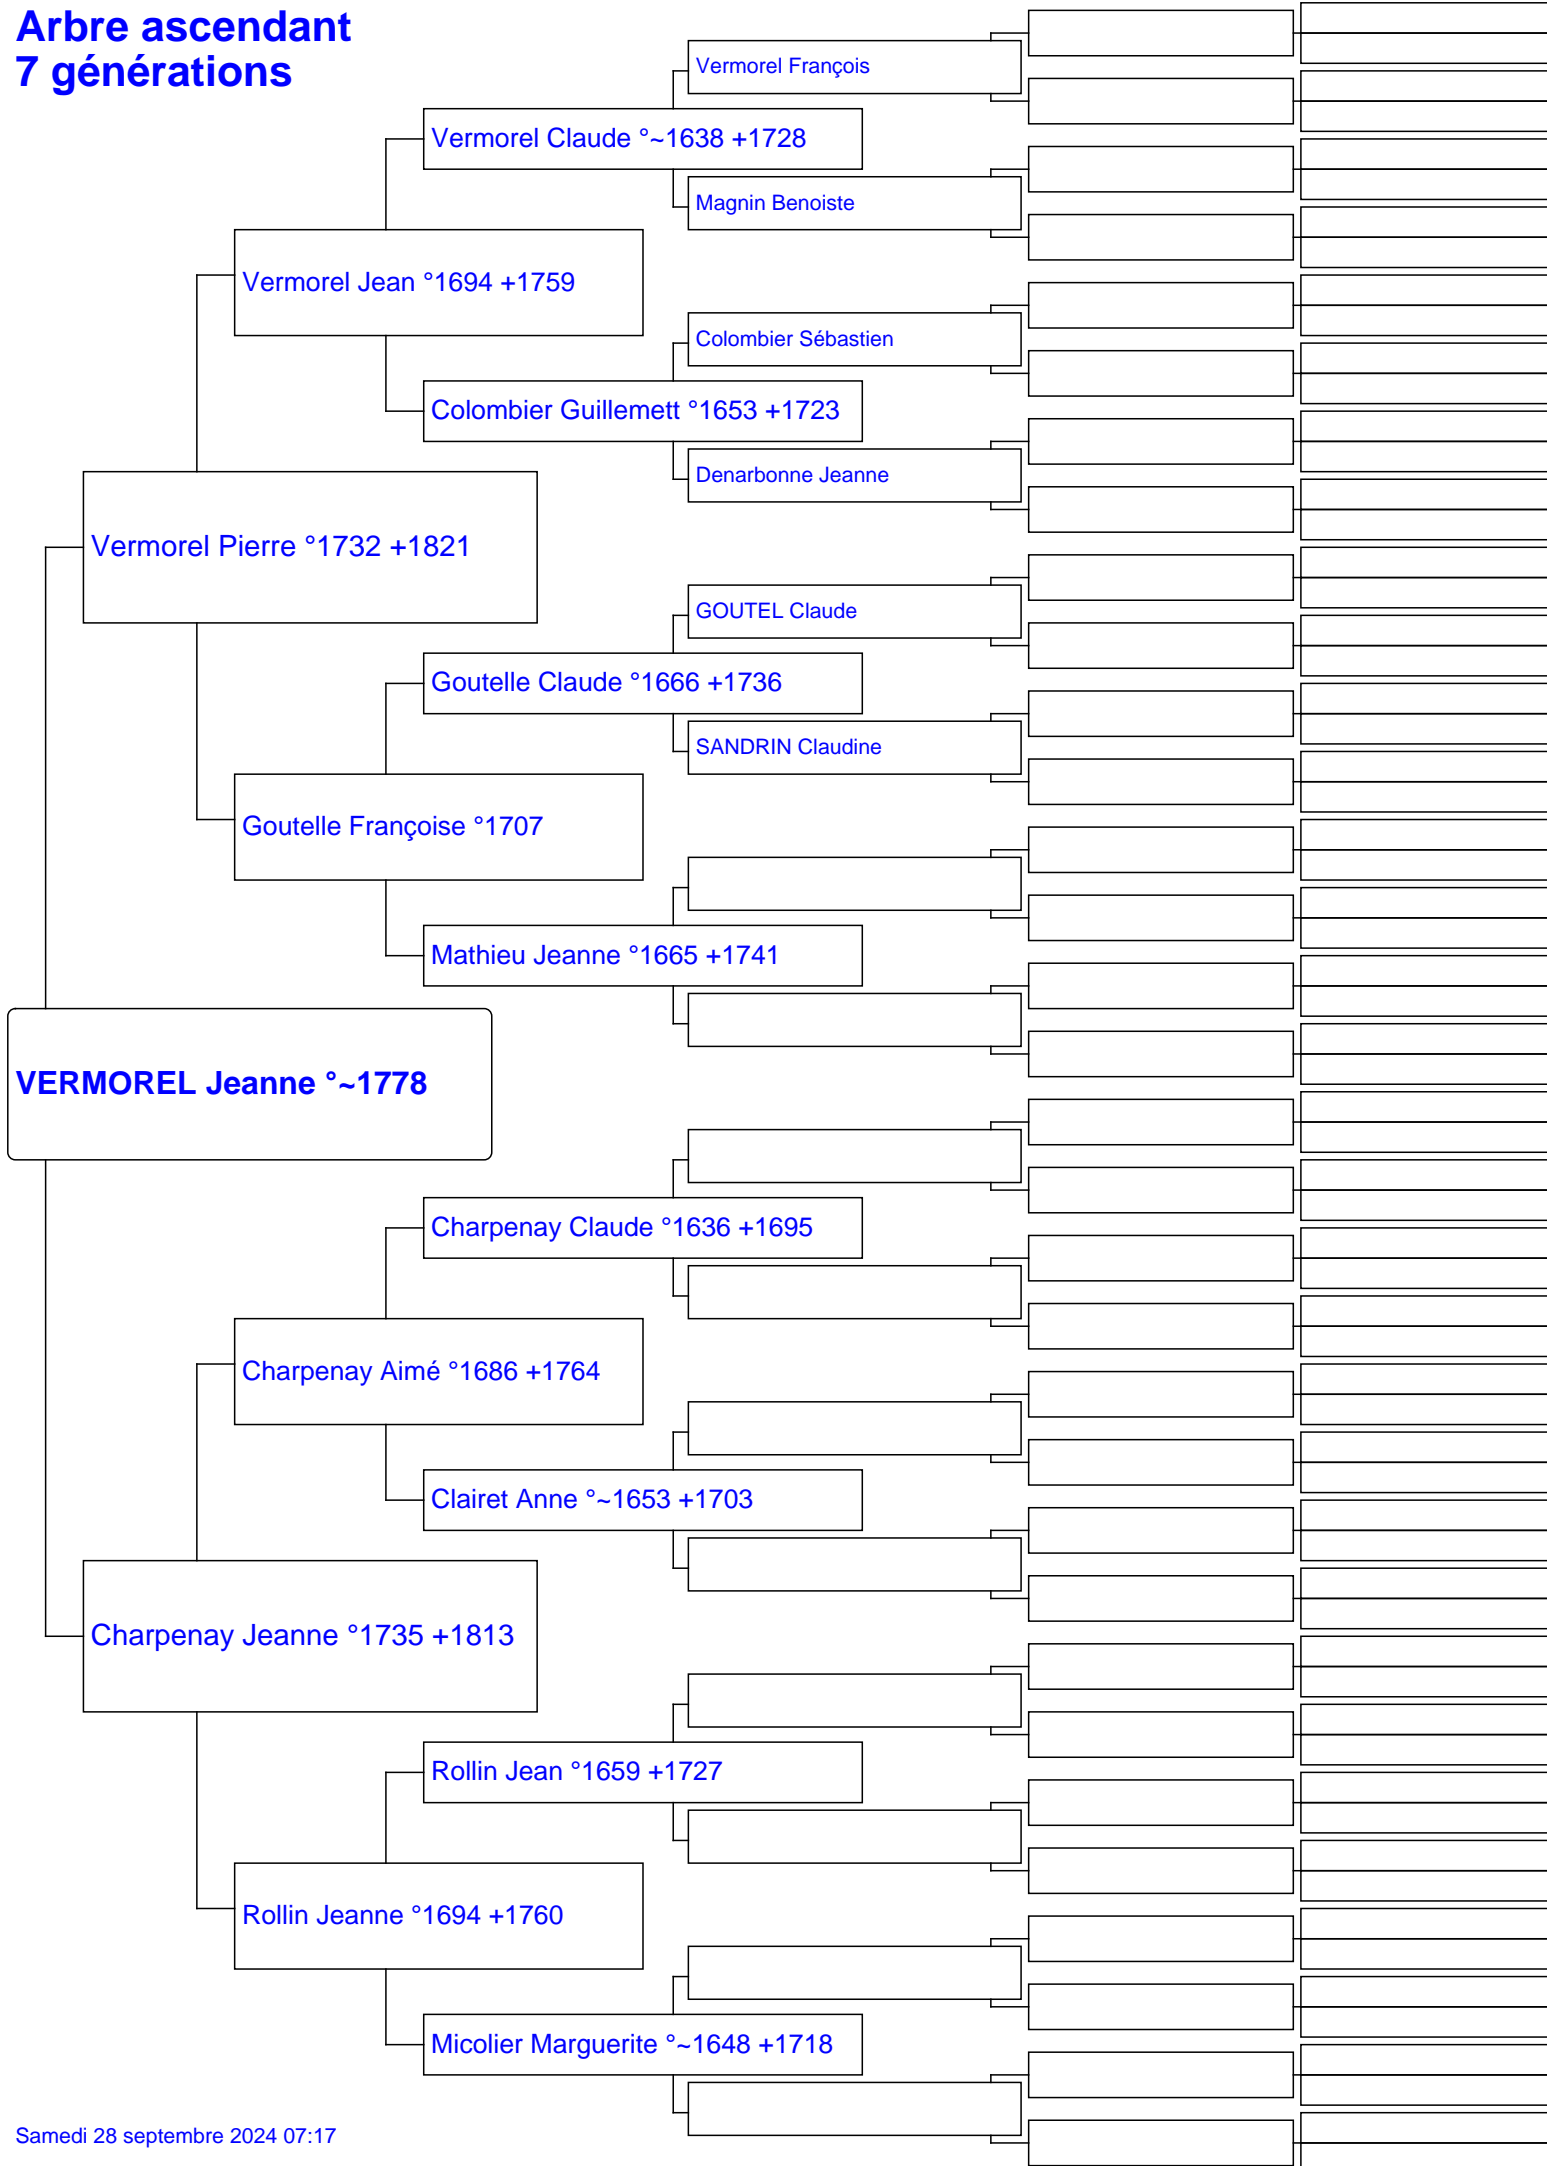 Arbre ascendant
7 générations
Vermorel François
Vermorel Claude °~1638 +1728
Magnin Benoiste
Vermorel Jean °1694 +1759
Colombier Sébastien
Colombier Guillemett °1653 +1723
Denarbonne Jeanne
Vermorel Pierre °1732 +1821
GOUTEL Claude
Goutelle Claude °1666 +1736
SANDRIN Claudine
Goutelle Françoise °1707
Mathieu Jeanne °1665 +1741
VERMOREL Jeanne °~1778
Charpenay Claude °1636 +1695
Charpenay Aimé °1686 +1764
Clairet Anne °~1653 +1703
Charpenay Jeanne °1735 +1813
Rollin Jean °1659 +1727
Rollin Jeanne °1694 +1760
Micolier Marguerite °~1648 +1718
Samedi 28 septembre 2024 07:17